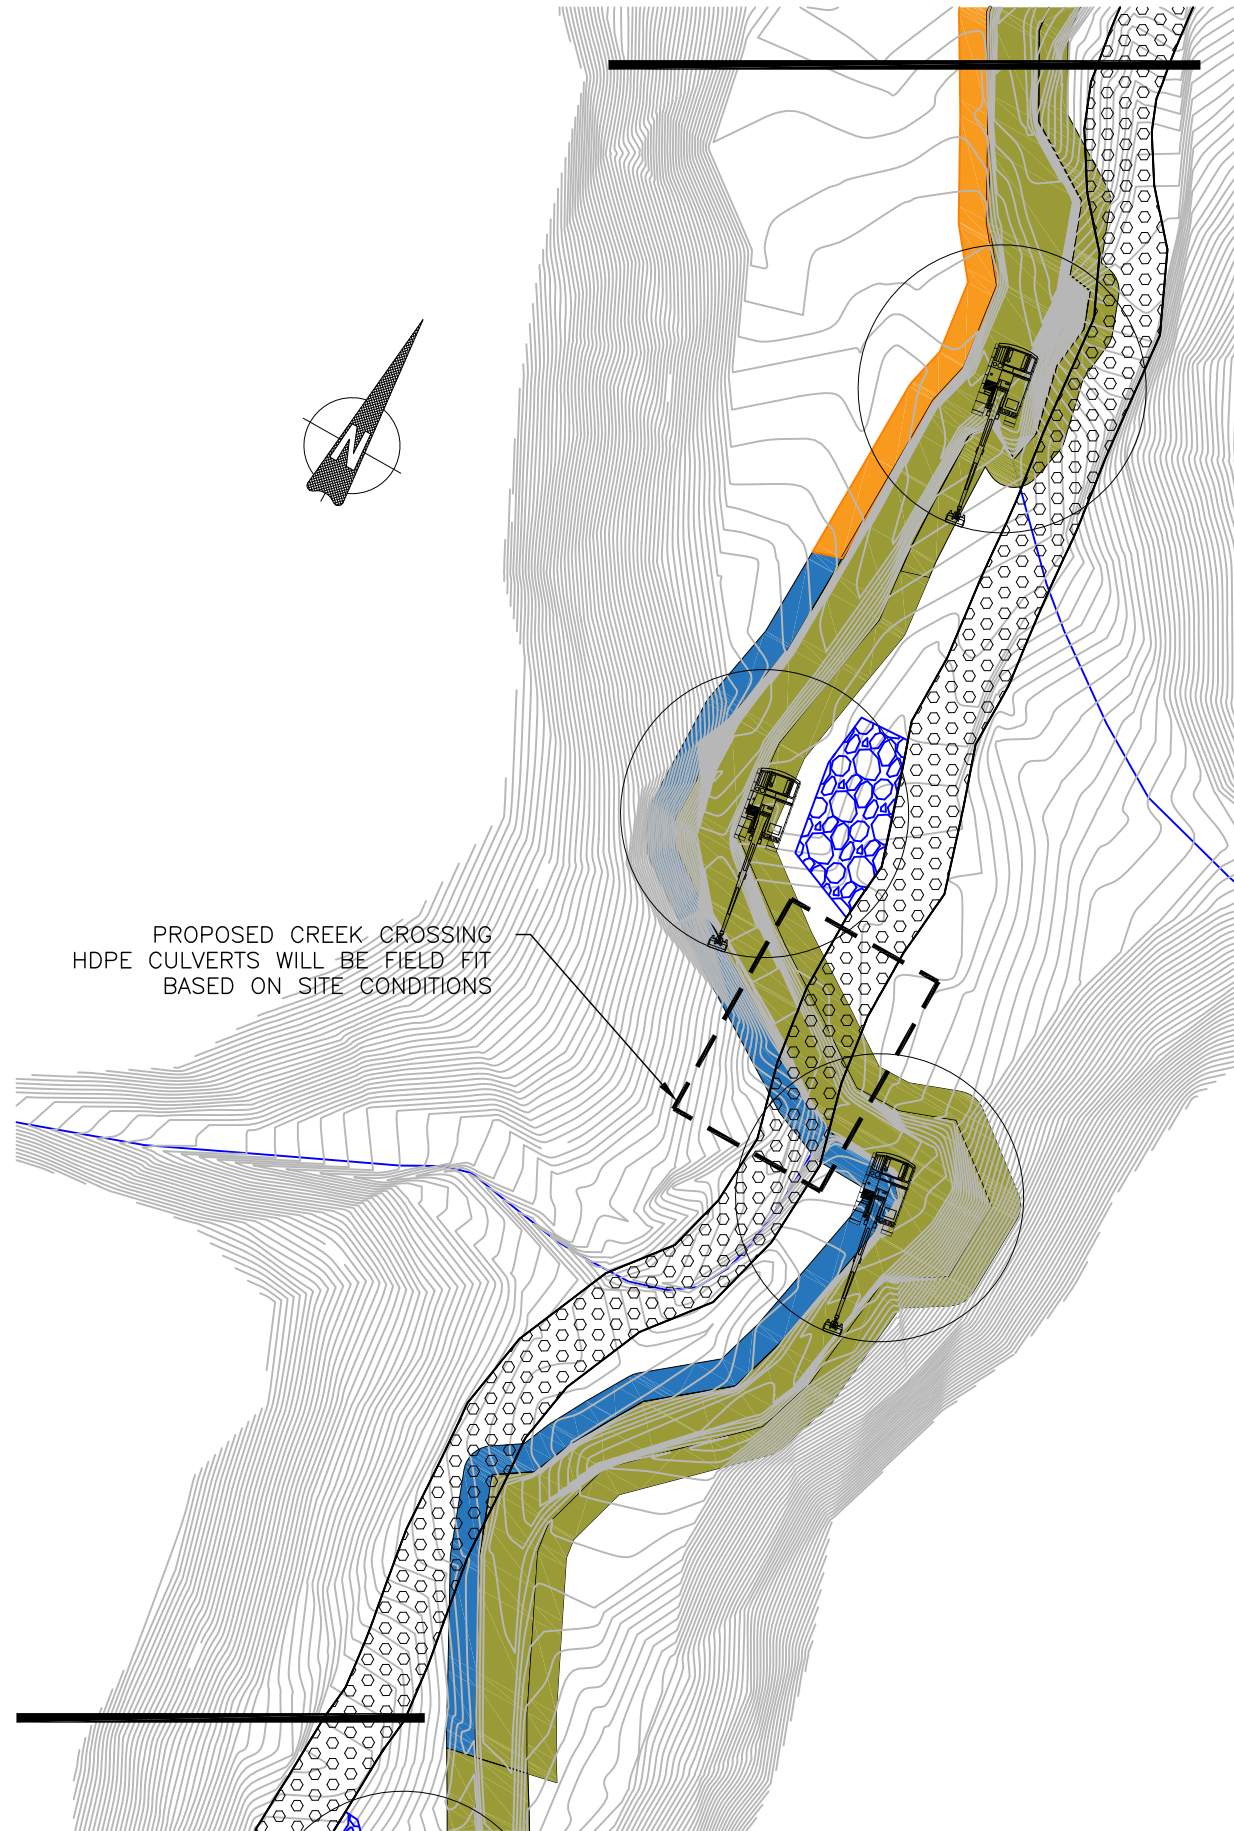 N
PROPOSED CREEK CROSSING
HDPE CULVERTS WILL BE FIELD FIT
BASED ON SITE CONDITIONS